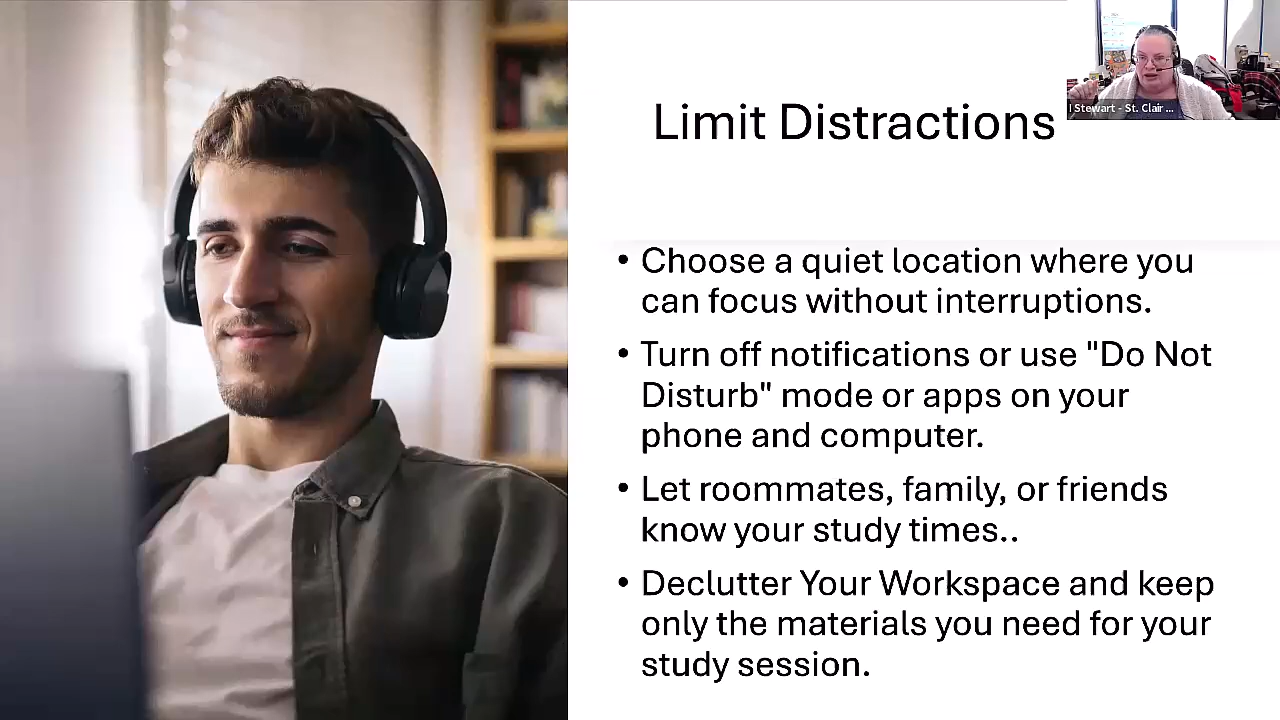 Limit Distractions
l Stewart - St. Clair ...
• Choose a quiet location where you
can focus without interruptions.
• Turn off notifications or use "Do Not
Disturb" mode or apps on your
phone and computer.
• Let roommates, family, or friends
know your study times..
• Declutter Your Workspace and keep
only the materials you need for your
study session.